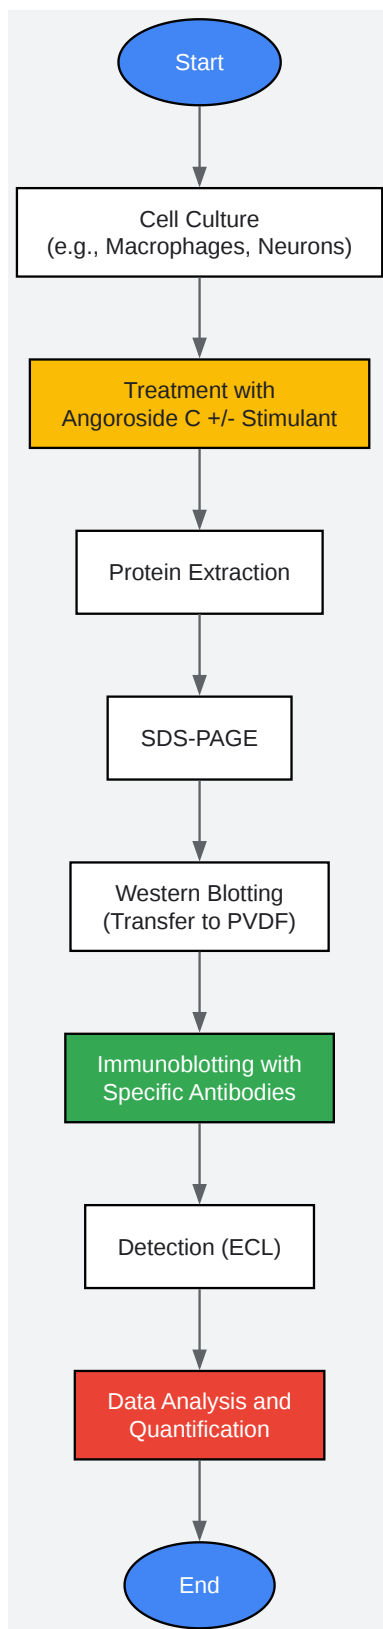 Start
Cell Culture
(e.g., Macrophages, Neurons)
Treatment with
Angoroside C +/- Stimulant
Protein Extraction
SDS-PAGE
Western Blotting
(Transfer to PVDF)
Immunoblotting with
Specific Antibodies
Detection (ECL)
Data Analysis and
Quantification
End